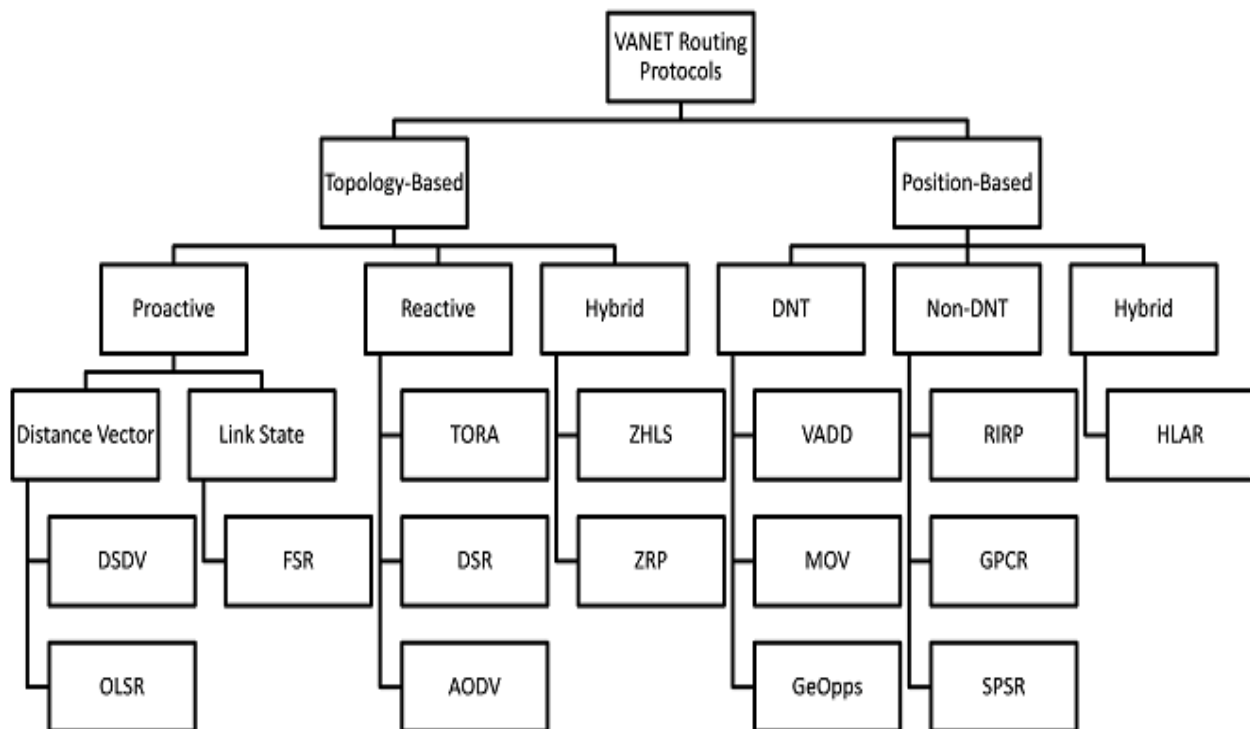 VANET Routing
Protocols
Topology-Based
Position-Based
Proactive
Reactive
Hybrid
DNT
Non-DNT
Hybrid
Distance Vector
Link State
TORA
ZHLS
VADD
RIRP
HLAR
DSDV
FSR
DSR
ZRP
MOV
GPCR
OLSR
AODV
GeOpps
SPSR